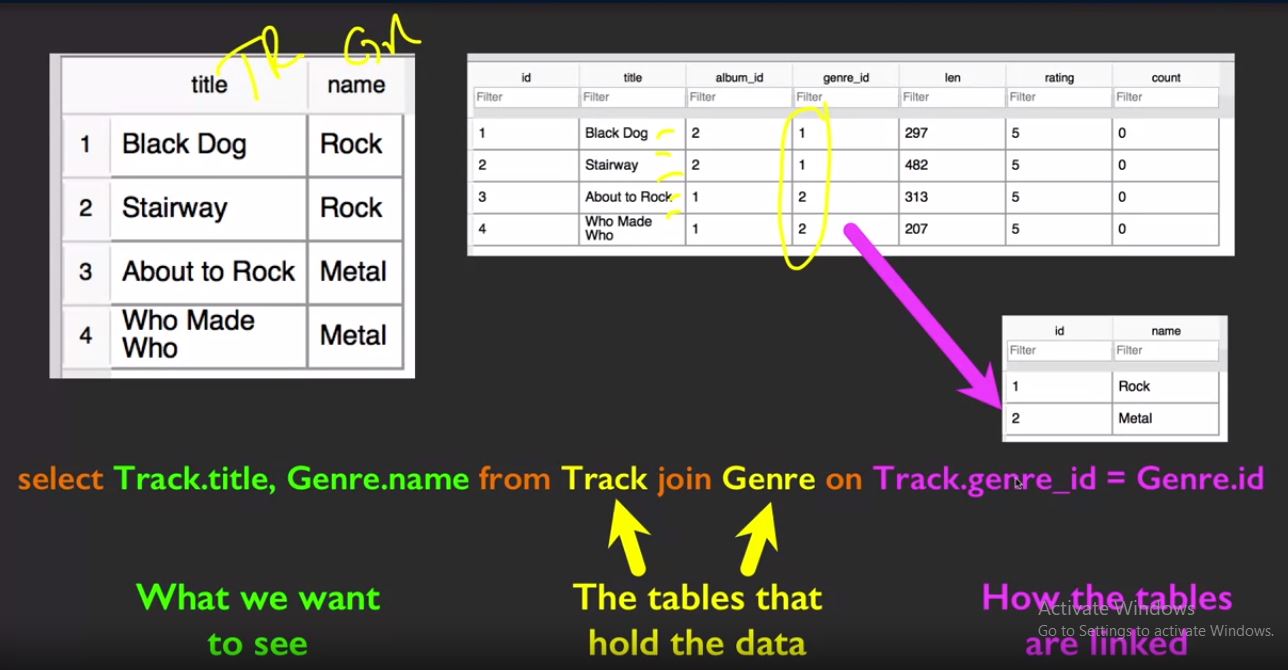 TR Gn
title name
1 Black Dog Rock
2 Stairway Rock
3 About to Rock Metal
4 Who Made Who Metal
id title album_id genre_id len rating count
Filter Filter Filter Filter Filter Filter Filter
1 Black Dog 2 1 297 5 0
2 Stairway 2 1 482 5 0
3 About to Rock 1 2 313 5 0
4 Who Made Who 1 2 207 5 0
id name
Filter Filter
1 Rock
2 Metal
select Track.title, Genre.name from Track join Genre on Track.genre_id = Genre.id
What we want
to see
The tables that
hold the data
How the tables
are linked
Activate Windows
Go to Settings to activate Windows.